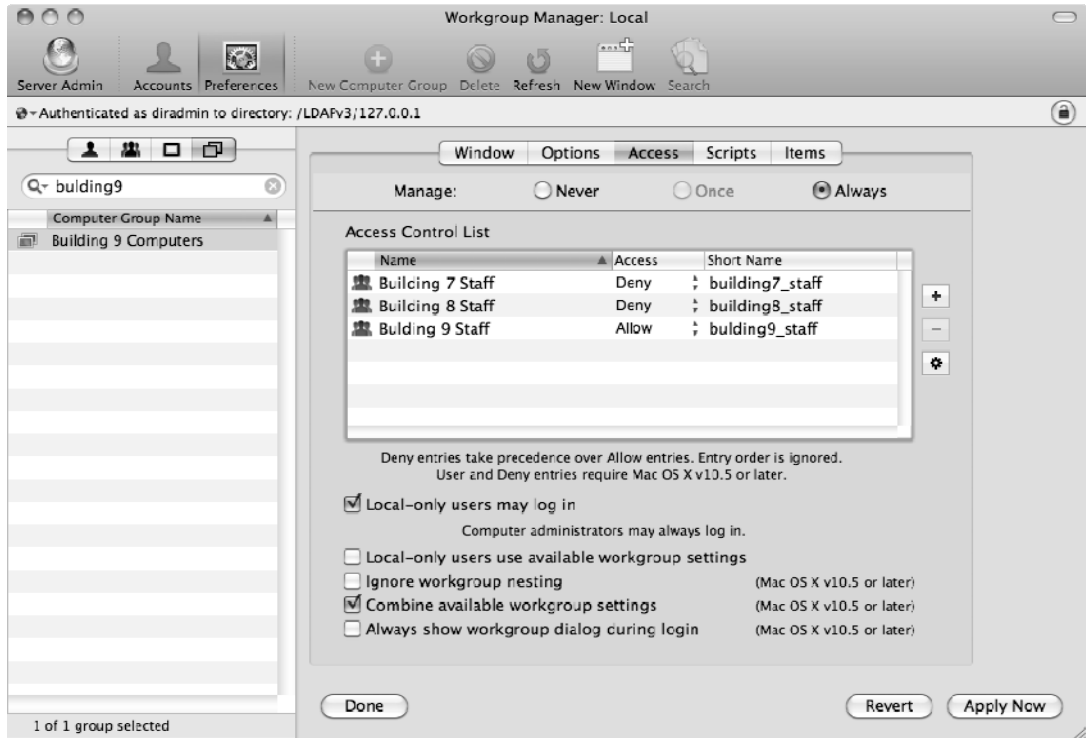 Workgroup Manager: Local
Server Admin Accounts Preferences New Computer Group Delete Refresh New Window Search
Authenticated as diradmin to directory: /LDAPv3/127.0.0.1
bulding9
Computer Group Name
Building 9 Computers
1 of 1 group selected
Window Options Access Scripts Items
Manage: Never Once Always
Access Control List
Name Access Short Name
Building 7 Staff Deny building7_staff
Building 8 Staff Deny building8_staff
Bulding 9 Staff Allow bulding9_staff
+
−
Deny entries take precedence over Allow entries. Entry order is ignored.
User and Deny entries require Mac OS X v10.5 or later.
Local-only users may log in
Computer administrators may always log in.
Local-only users use available workgroup settings
Ignore workgroup nesting (Mac OS X v10.5 or later)
Combine available workgroup settings (Mac OS X v10.5 or later)
Always show workgroup dialog during login (Mac OS X v10.5 or later)
Done Revert Apply Now